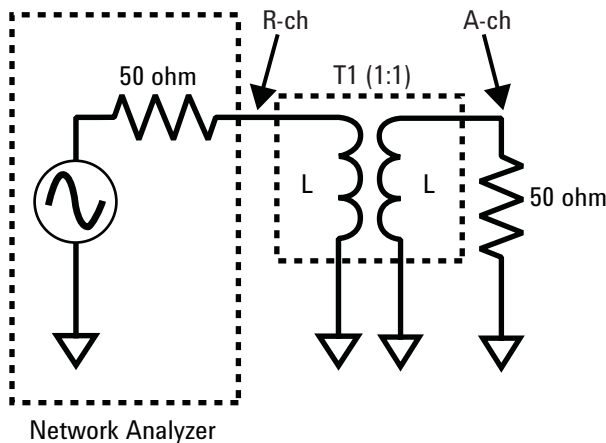 R-ch
A-ch
50 ohm
T1 (1:1)
L
L
50 ohm
Network Analyzer